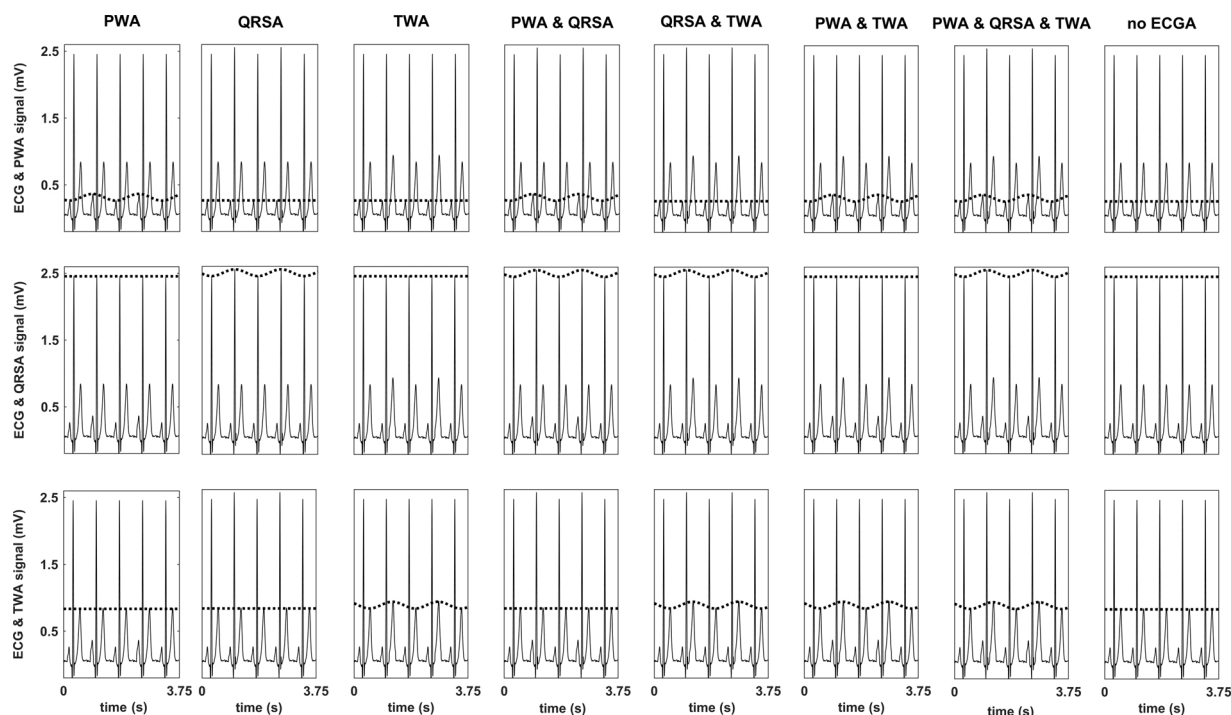 PWA QRSA TWA PWA & QRSA QRSA & TWA PWA & TWA PWA & QRSA & TWA no ECGA
ECG & PWA signal (mV)
2.5
1.5
0.5
ECG & QRSA signal (mV)
2.5
1.5
0.5
ECG & TWA signal (mV)
2.5
1.5
0.5
0 3.75 0 3.75 0 3.75 0 3.75 0 3.75 0 3.75 0 3.75 0 3.75
time (s) time (s) time (s) time (s) time (s) time (s) time (s) time (s)